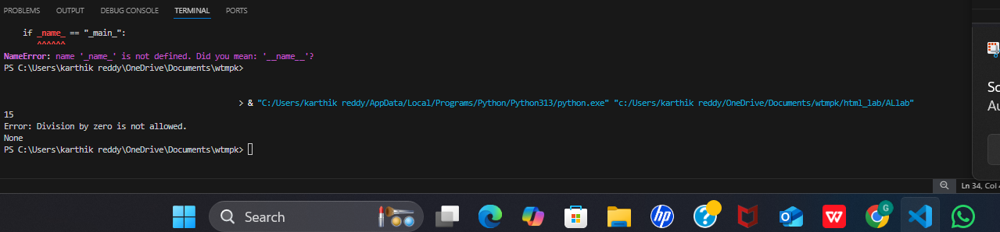 PROBLEMS OUTPUT DEBUG CONSOLE TERMINAL PORTS
if _name_ == "_main_":
^^^^^^
NameError: name '_name_' is not defined. Did you mean: '__name__'?
PS C:\Users\karthik reddy\OneDrive\Documents\wtmpk>
> & "C:/Users/karthik reddy/AppData/Local/Programs/Python/Python313/python.exe" "c:/Users/karthik reddy/OneDrive/Documents/wtmpk/html_lab/ALlab"
15
Error: Division by zero is not allowed.
None
PS C:\Users\karthik reddy\OneDrive\Documents\wtmpk>
Sc
Au
Ln 34, Col
Search
hp
?
W
G